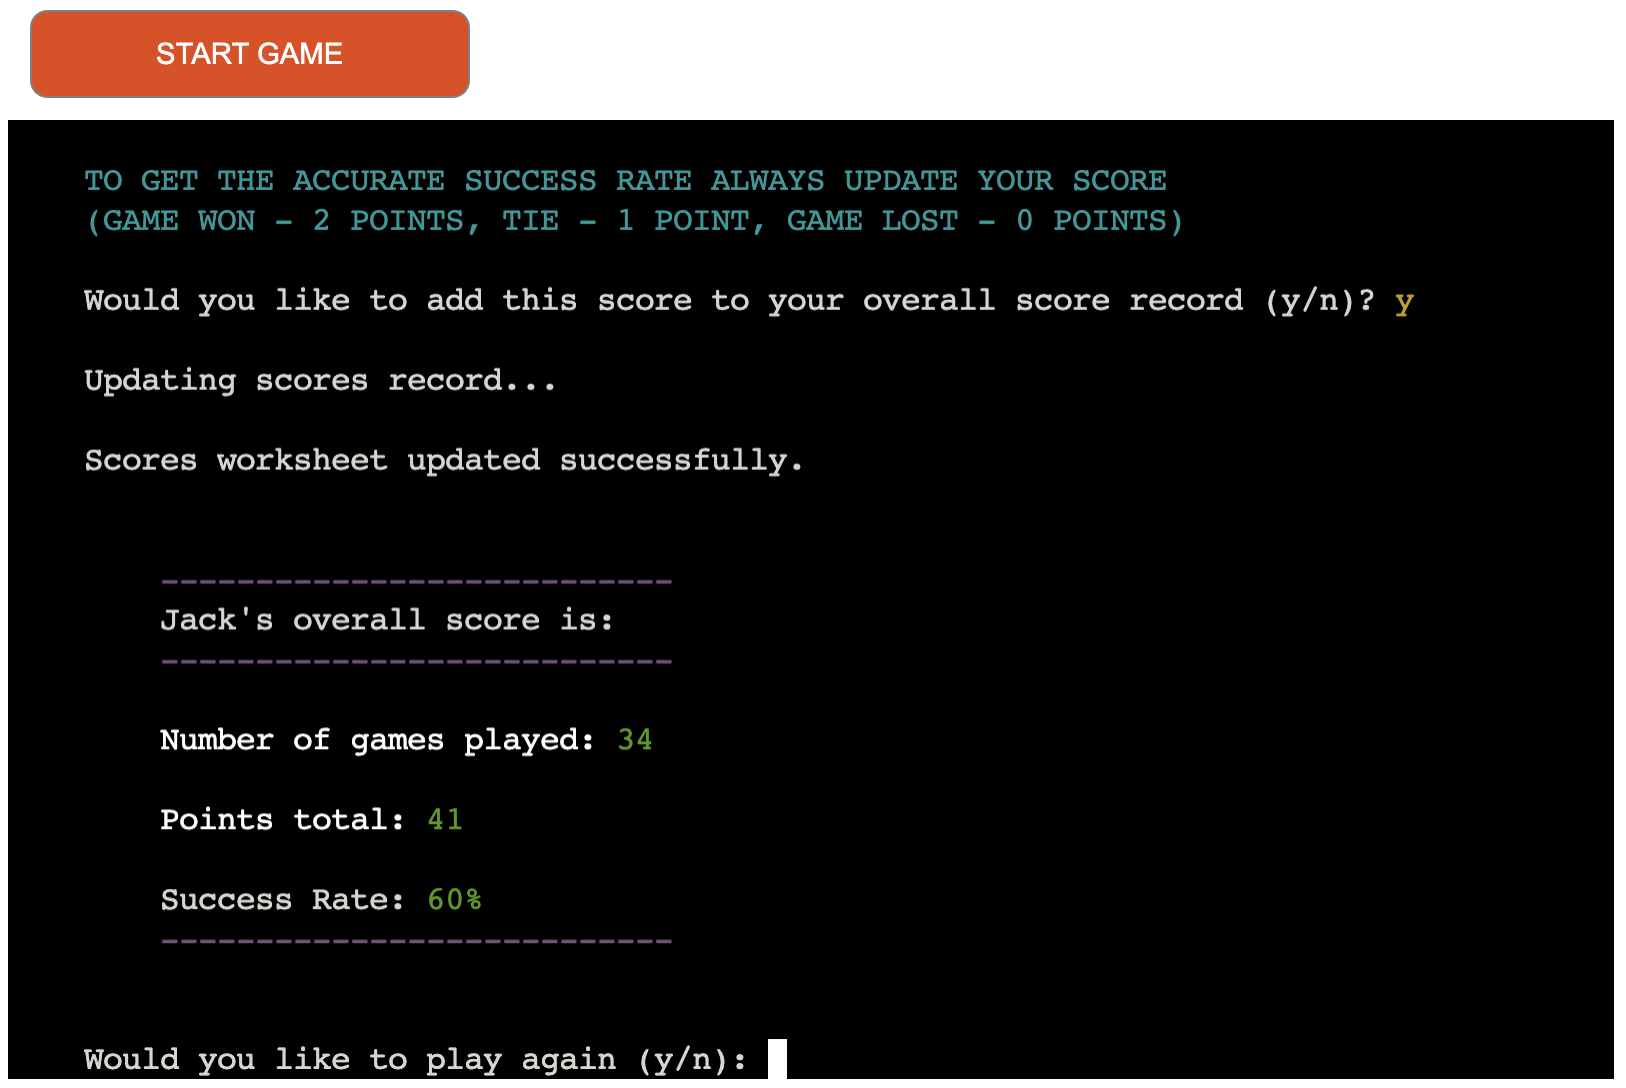 START GAME
TO GET THE ACCURATE SUCCESS RATE ALWAYS UPDATE YOUR SCORE
(GAME WON - 2 POINTS, TIE - 1 POINT, GAME LOST - 0 POINTS)
Would you like to add this score to your overall score record (y/n)? y
Updating scores record...
Scores worksheet updated successfully.
---------------------------
Jack's overall score is:
---------------------------
Number of games played: 34
Points total: 41
Success Rate: 60%
---------------------------
Would you like to play again (y/n):